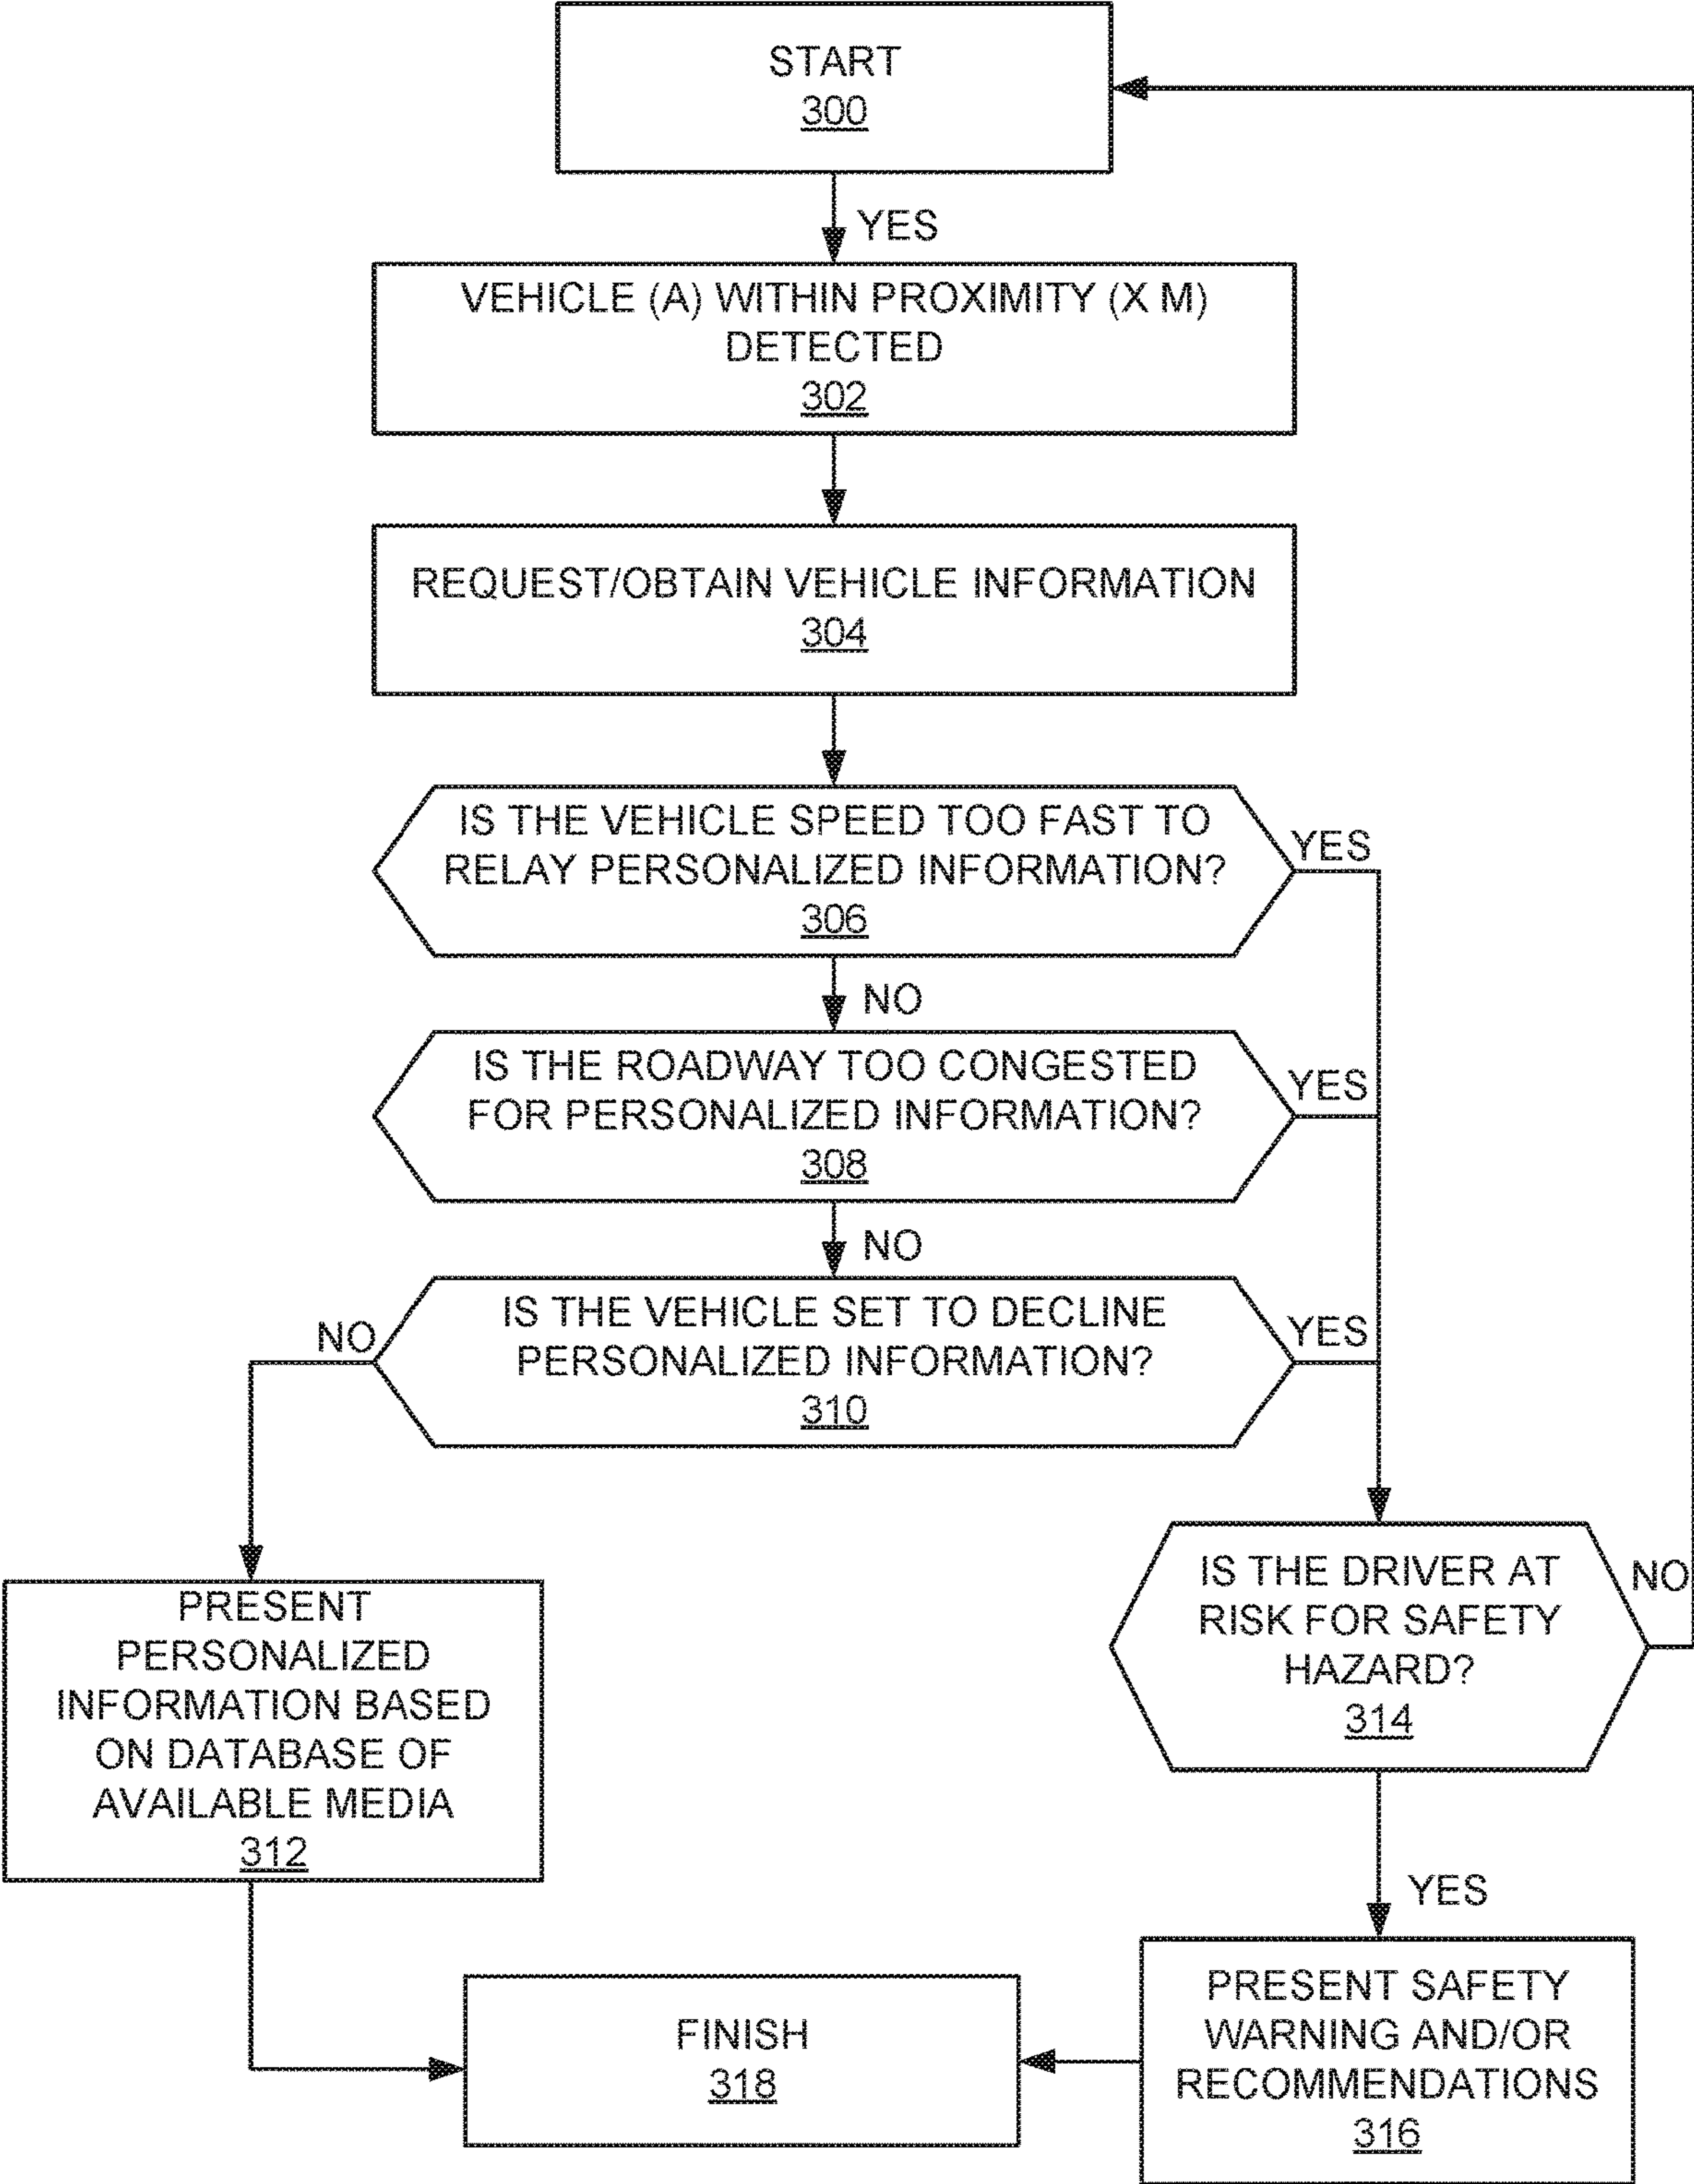 START
300
YES
VEHICLE (A) WITHIN PROXIMITY (X M)
DETECTED
302
REQUEST/OBTAIN VEHICLE INFORMATION
304
IS THE VEHICLE SPEED TOO FAST TO
RELAY PERSONALIZED INFORMATION?
306
YES
NO
IS THE ROADWAY TOO CONGESTED
FOR PERSONALIZED INFORMATION?
308
YES
NO
IS THE VEHICLE SET TO DECLINE
PERSONALIZED INFORMATION?
310
NO
YES
PRESENT
PERSONALIZED
INFORMATION BASED
ON DATABASE OF
AVAILABLE MEDIA
312
IS THE DRIVER AT
RISK FOR SAFETY
HAZARD?
314
NO
YES
PRESENT SAFETY
WARNING AND/OR
RECOMMENDATIONS
316
FINISH
318